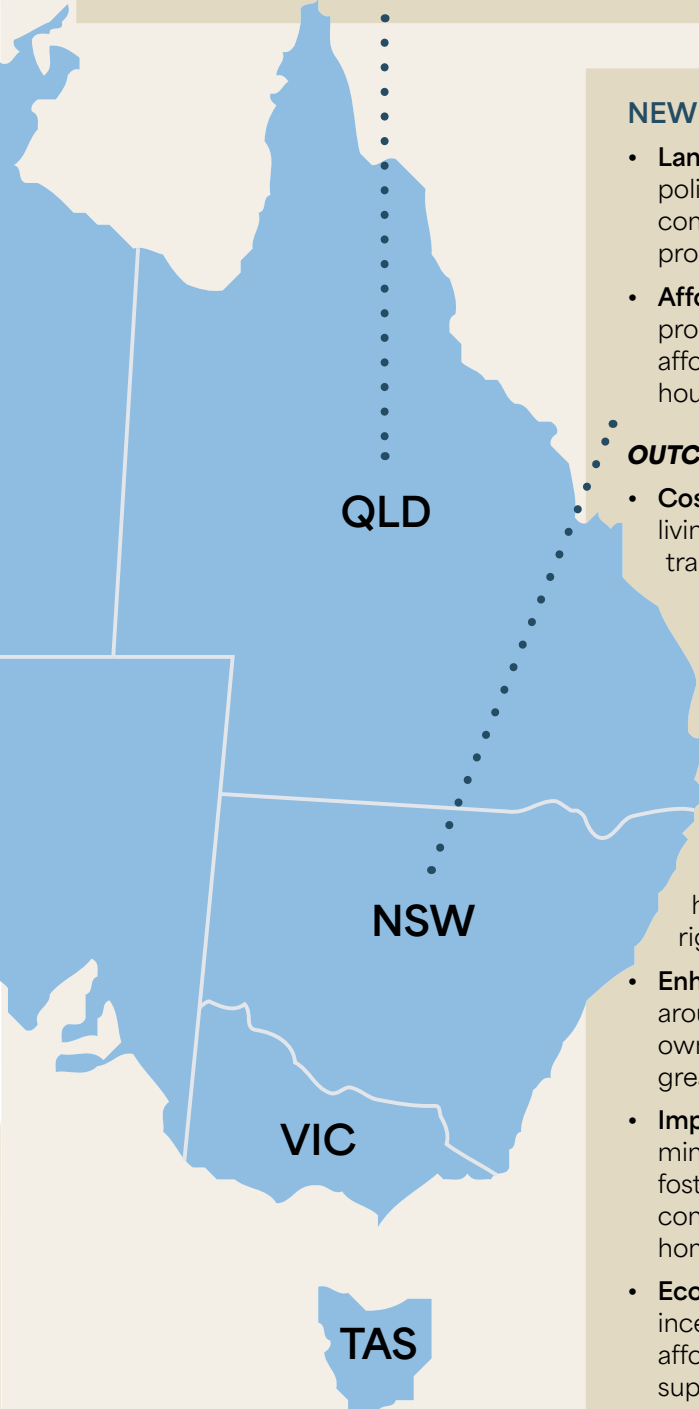 QLD
NSW
VIC
TAS
NEW
• Lan
poli
con
pro
• Affo
pro
affo
hou
OUTC
• Cos
livin
tra
h
rig
• Enh
arou
own
grea
• Imp
min
fost
con
hom
• Eco
ince
affo
sup